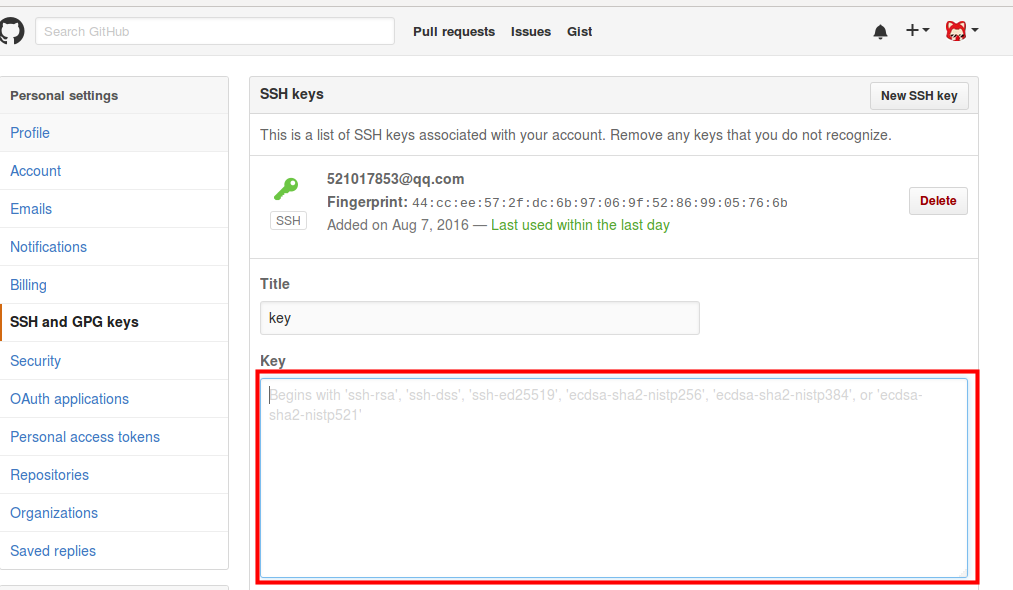 Search GitHub
Pull requests
Issues
Gist
Personal settings
Profile
Account
Emails
Notifications
Billing
SSH and GPG keys
Security
OAuth applications
Personal access tokens
Repositories
Organizations
Saved replies
SSH keys
New SSH key
This is a list of SSH keys associated with your account. Remove any keys that you do not recognize.
SSH
521017853@qq.com
Fingerprint: 44:cc:ee:57:2f:dc:6b:97:06:9f:52:86:99:05:76:6b
Added on Aug 7, 2016 — Last used within the last day
Delete
Title
key
Key
Begins with 'ssh-rsa', 'ssh-dss', 'ssh-ed25519', 'ecdsa-sha2-nistp256', 'ecdsa-sha2-nistp384', or 'ecdsa-
sha2-nistp521'